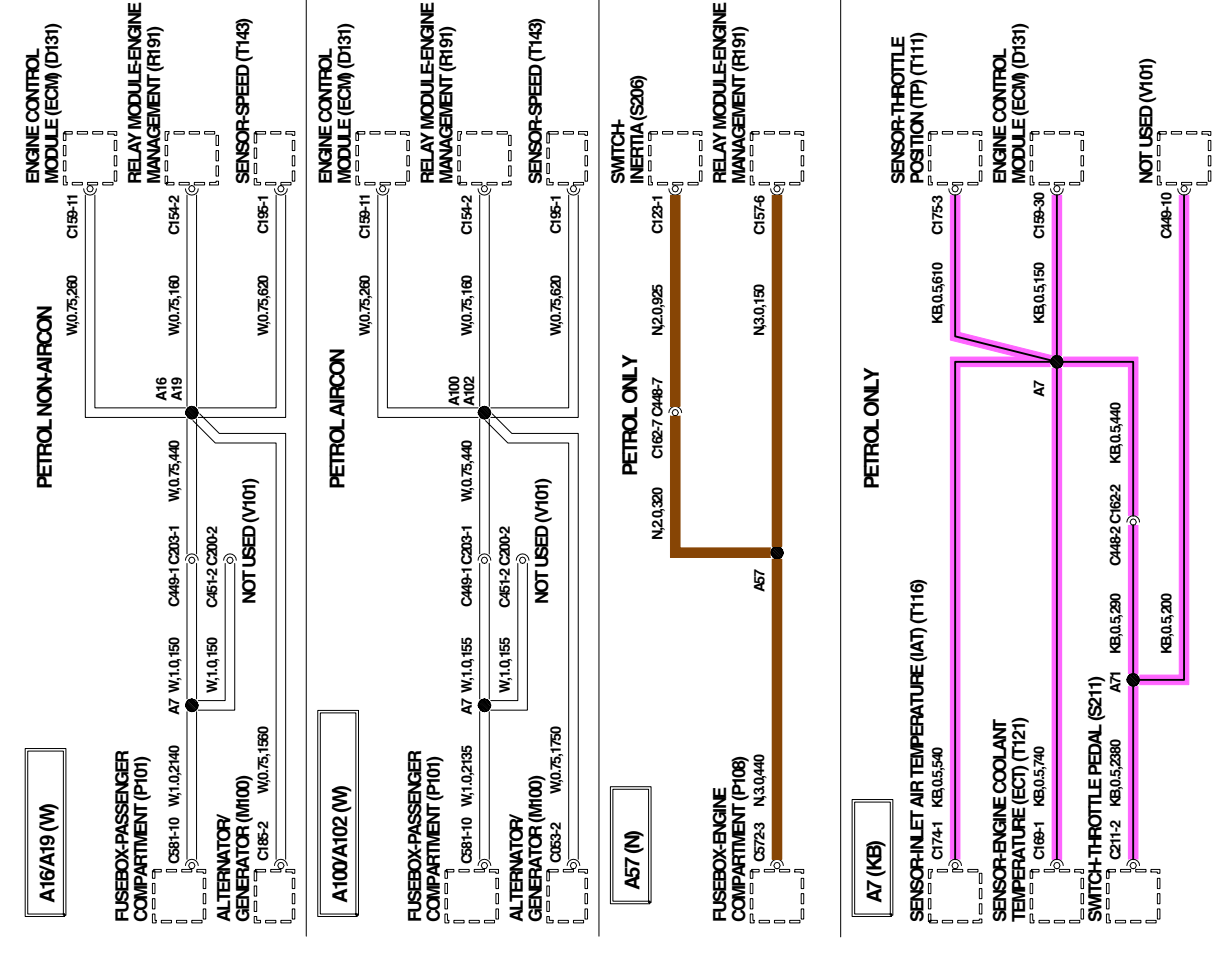 A16/A19 (W)
PETROL NON-AIRCON
FUSEBOX-PASSENGER
COMPARTMENT (P101)
C581-10
W,1.0,2140
A7
W,1.0,150
C449-1
C203-1
W,0.75,440
A16
A19
W,0.75,260
C159-11
ENGINE CONTROL
MODULE (ECM) (D131)
W,0.75,160
C154-2
RELAY MODULE-ENGINE
MANAGEMENT (R191)
W,0.75,620
C195-1
SENSOR-SPEED (T143)
W,1.0,150
C451-2
C200-2
NOT USED (V101)
ALTERNATOR/
GENERATOR (M100)
C185-2
W,0.75,1560
A100/A102 (W)
PETROL AIRCON
FUSEBOX-PASSENGER
COMPARTMENT (P101)
C581-10
W,1.0,2135
A7
W,1.0,155
C449-1
C203-1
W,0.75,440
A100
A102
W,0.75,260
C159-11
ENGINE CONTROL
MODULE (ECM) (D131)
W,0.75,160
C154-2
RELAY MODULE-ENGINE
MANAGEMENT (R191)
W,0.75,620
C195-1
SENSOR-SPEED (T143)
W,1.0,155
C451-2
C200-2
NOT USED (V101)
ALTERNATOR/
GENERATOR (M100)
C053-2
W,0.75,1750
A57 (N)
PETROL ONLY
FUSEBOX-ENGINE
COMPARTMENT (P108)
C572-3
N,3.0,440
A57
N,2.0,320
C162-7
C448-7
N,2.0,925
C123-1
SWITCH-
INERTIA (S206)
N,3.0,150
C157-6
RELAY MODULE-ENGINE
MANAGEMENT (R191)
A7 (KB)
PETROL ONLY
SENSOR-INLET AIR TEMPERATURE (IAT) (T116)
C174-1
KB,0.5,540
KB,0.5,610
C175-3
SENSOR-THROTTLE
POSITION (TP) (T111)
SENSOR-ENGINE COOLANT
TEMPERATURE (ECT) (T121)
C169-1
KB,0.5,740
A7
KB,0.5,150
C159-30
ENGINE CONTROL
MODULE (ECM) (D131)
SWITCH-THROTTLE PEDAL (S211)
C211-2
KB,0.5,2380
A71
KB,0.5,290
C448-2
C162-2
KB,0.5,440
KB,0.5,200
C449-10
NOT USED (V101)